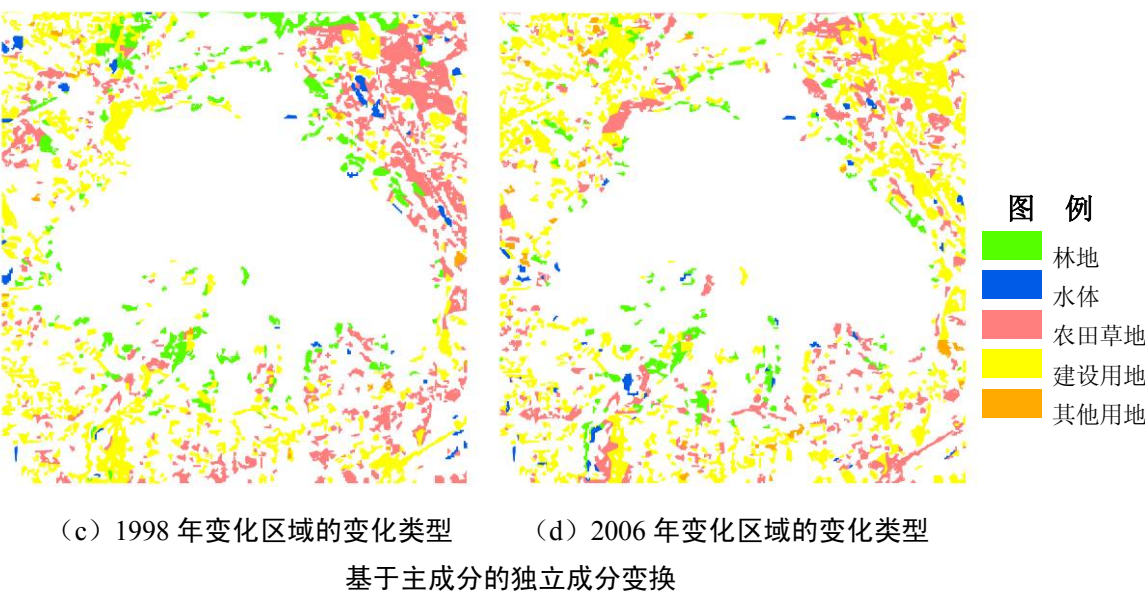 图 例
林地
水体
农田草地
建设用地
其他用地
(c)1998 年变化区域的变化类型
(d)2006 年变化区域的变化类型
基于主成分的独立成分变换